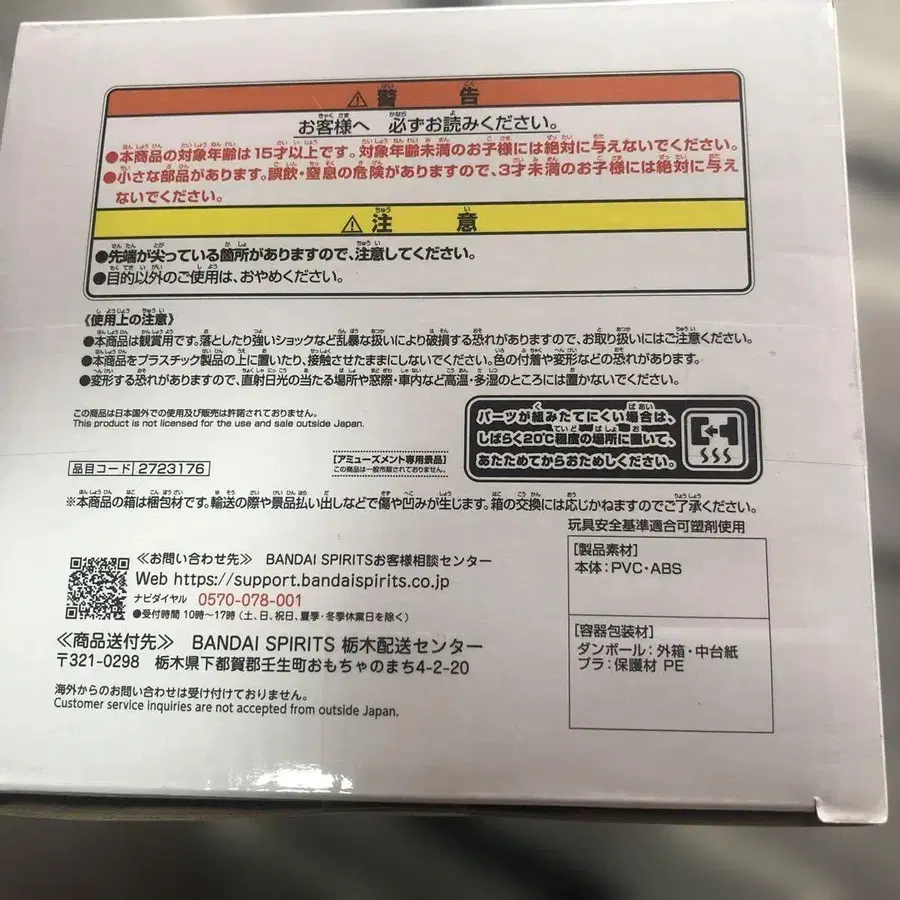 ⚠警告
お客様へ 必ずお読みください。
●本商品の対象年齢は15才以上です。対象年齢未満のお子様には絶対に与えないでください。
●小さな部品があります。誤飲・窒息の危険がありますので、3才未満のお子様には絶対に与え
ないでください。
⚠注意
●先端が尖っている箇所がありますので、注意してください。
●目的以外のご使用は、おやめください。
《使用上の注意》
●本商品は観賞用です。落としたり強いショックなど乱暴な扱いにより破損する恐れがありますので、お取り扱いにはご注意ください。
●本商品をプラスチック製品の上に置いたり、接触させたままにしないでください。色の付着や変形などの恐れがあります。
●変形する恐れがありますので、直射日光の当たる場所や窓際・車内など高温・多湿のところには置かないでください。
この商品は日本国外での使用及び販売は許諾されておりません。
This product is not licensed for the use and sale outside Japan.
パーツが組みたてにくい場合は、
しばらく20℃程度の場所に置いて、
あたためてからおためしください。
品目コード 2723176
[アミューズメント専用景品]
この商品は一般市販されておりません。
※本商品の箱は梱包材です。輸送の際や景品払い出しなどで傷や凹みが生じます。箱の交換には応じかねますのでご了承ください。
玩具安全基準適合可塑剤使用
[製品素材]
本体:PVC・ABS
[容器包装材]
ダンボール:外箱・中台紙
プラ:保護材 PE
≪お問い合わせ先≫ BANDAI SPIRITSお客様相談センター
Web https://support.bandaispirits.co.jp
ナビダイヤル 0570-078-001
●受付時間 10時〜17時(土、日、祝日、夏季・冬季休業日を除く)
≪商品送付先≫ BANDAI SPIRITS 栃木配送センター
〒321-0298 栃木県下都賀郡壬生町おもちゃのまち4-2-20
海外からのお問い合わせは受け付けておりません。
Customer service inquiries are not accepted from outside Japan.